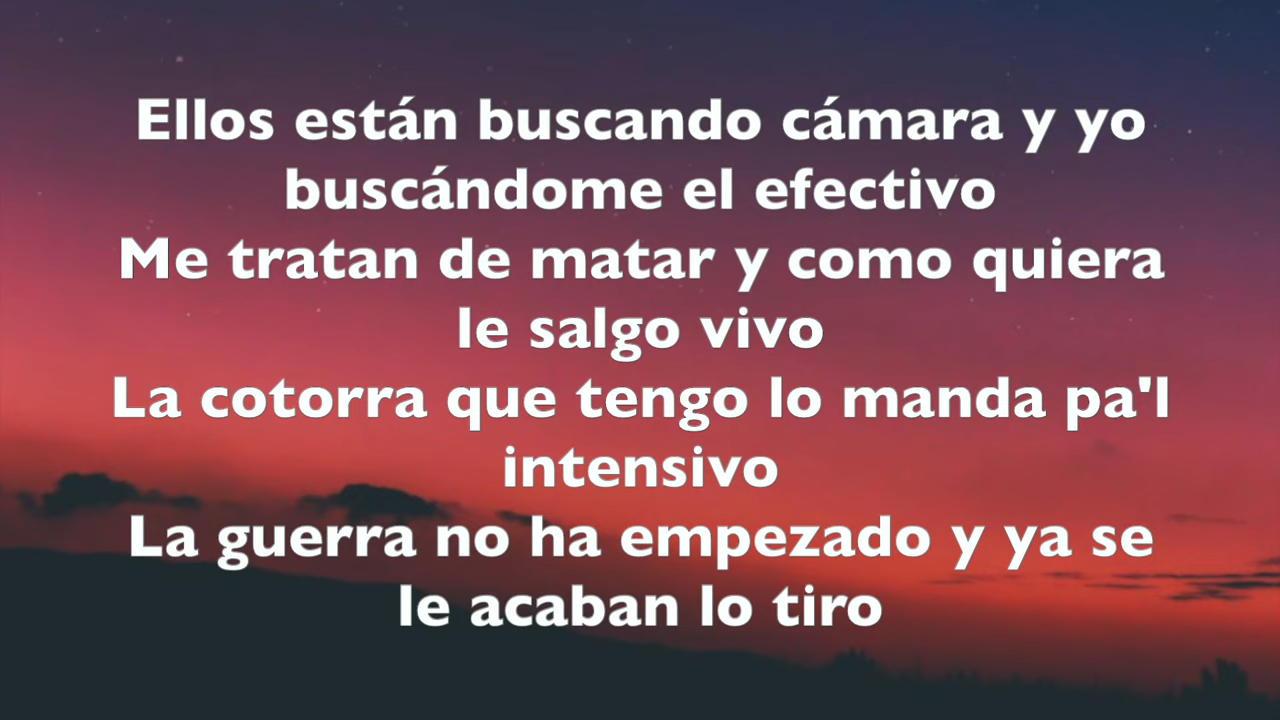 Ellos están buscando cámara y yo
buscándome el efectivo
Me tratan de matar y como quiera
le salgo vivo
La cotorra que tengo lo manda pa'l
intensivo
La guerra no ha empezado y ya se
le acaban lo tiro